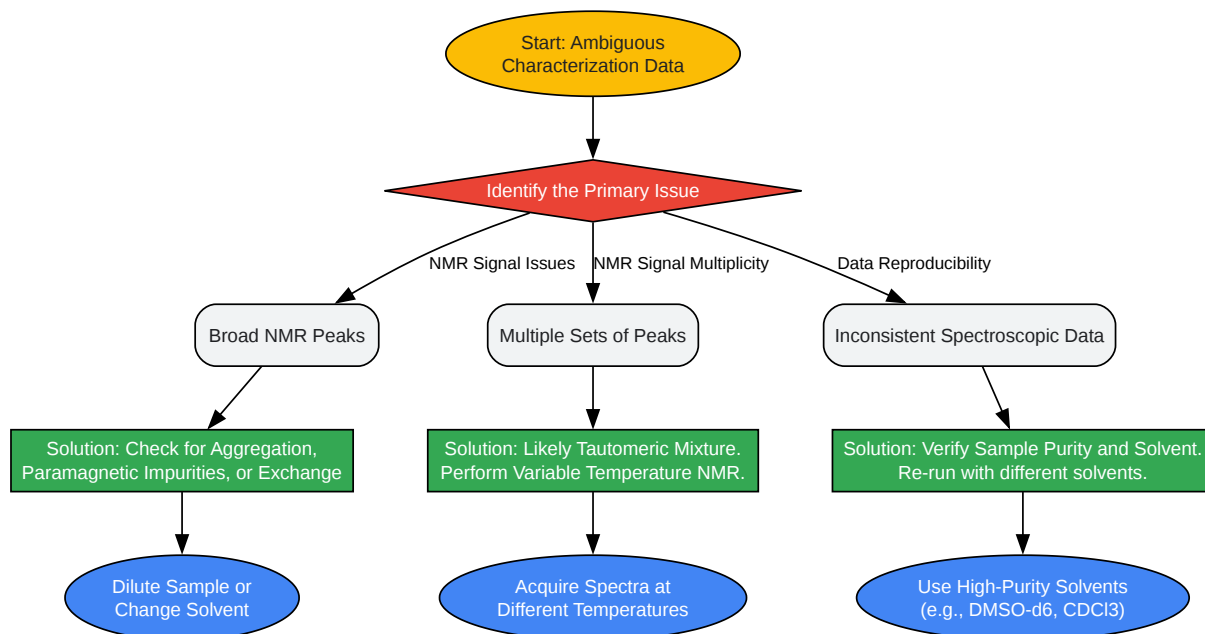 Start: Ambiguous
Characterization Data
Identify the Primary Issue
NMR Signal Issues
NMR Signal Multiplicity
Data Reproducibility
Broad NMR Peaks
Multiple Sets of Peaks
Inconsistent Spectroscopic Data
Solution: Check for Aggregation,
Paramagnetic Impurities, or Exchange
Solution: Likely Tautomeric Mixture.
Perform Variable Temperature NMR.
Solution: Verify Sample Purity and Solvent.
Re-run with different solvents.
Dilute Sample or
Change Solvent
Acquire Spectra at
Different Temperatures
Use High-Purity Solvents
(e.g., DMSO-d6, CDCl3)